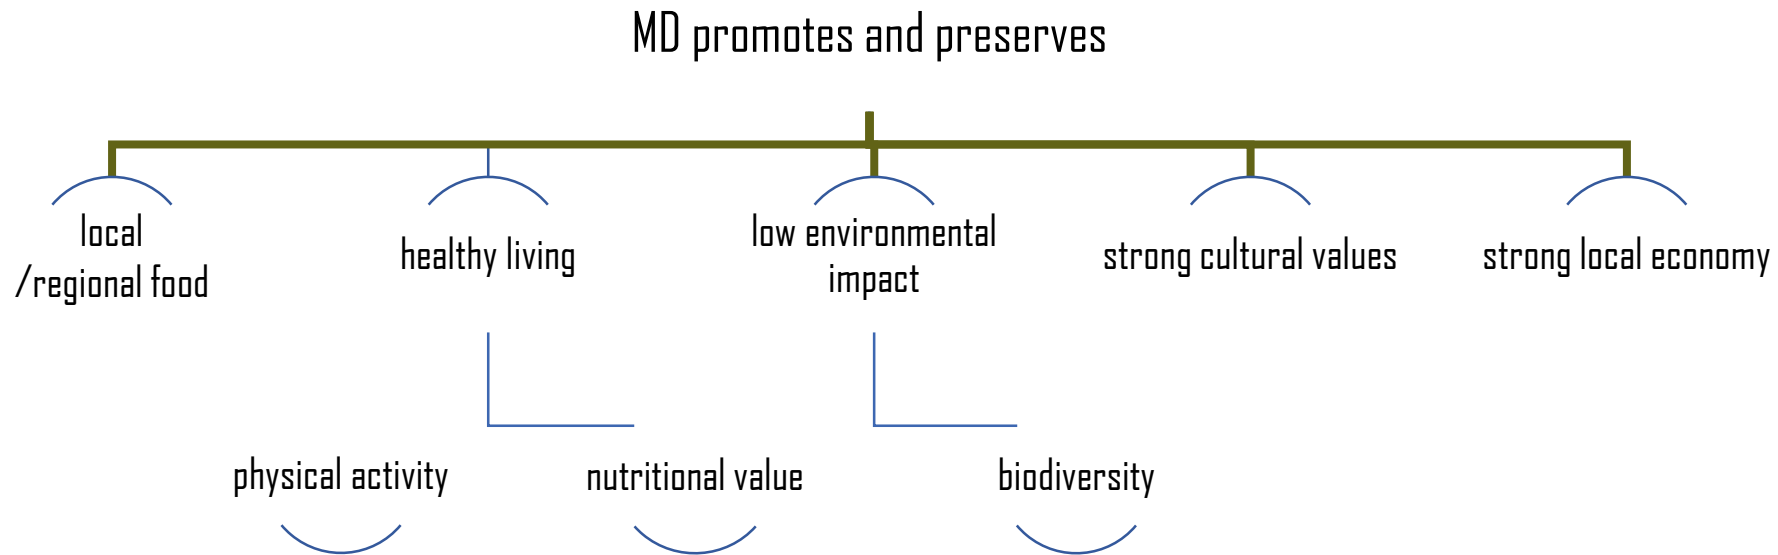 MD promotes and preserves
local
/regional food
healthy living
low environmental
impact
strong cultural values
strong local economy
physical activity
nutritional value
biodiversity